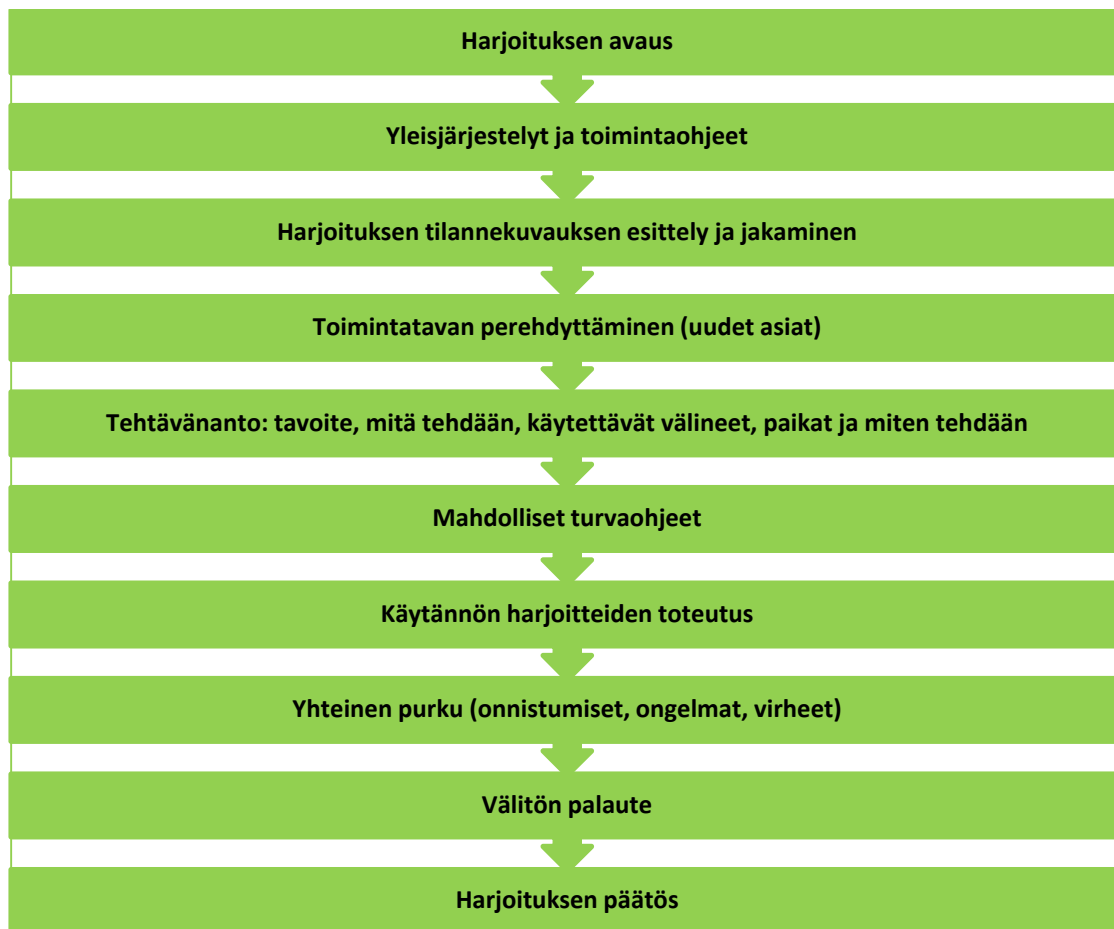 Harjoituksen avaus
Yleisjärjestelyt ja toimintaohjeet
Harjoituksen tilannekuvauksen esittely ja jakaminen
Toimintatavan perehdyttäminen (uudet asiat)
Tehtävänanto: tavoite, mitä tehdään, käytettävät välineet, paikat ja miten tehdään
Mahdolliset turvaohjeet
Käytännön harjoitteiden toteutus
Yhteinen purku (onnistumiset, ongelmat, virheet)
Välitön palaute
Harjoituksen päätös